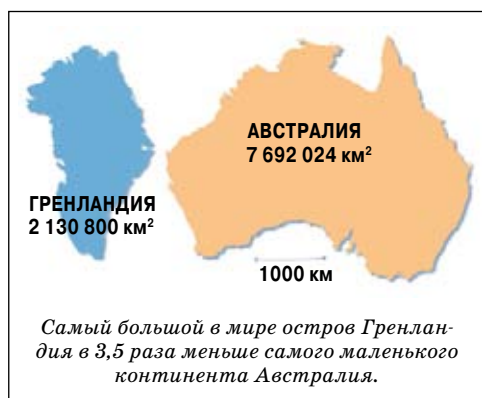 АВСТРАЛИЯ
7 692 024 км²
ГРЕНЛАНДИЯ
2 130 800 км²
1000 км
Самый большой в мире остров Гренлан-
дия в 3,5 раза меньше самого маленького
континента Австралия.